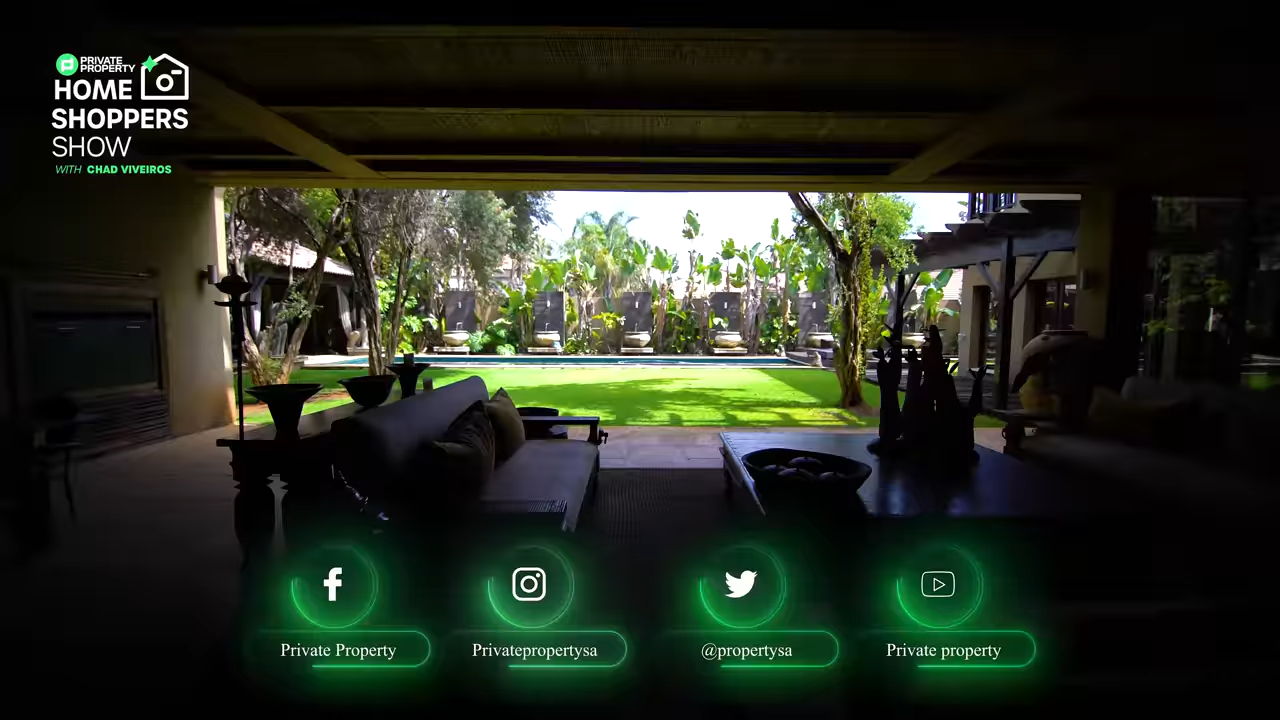 PRIVATE
PROPERTY
HOME
SHOPPERS
SHOW
WITH CHAD VIVEIROS
Private Property
Privatepropertysa
@propertysa
Private property